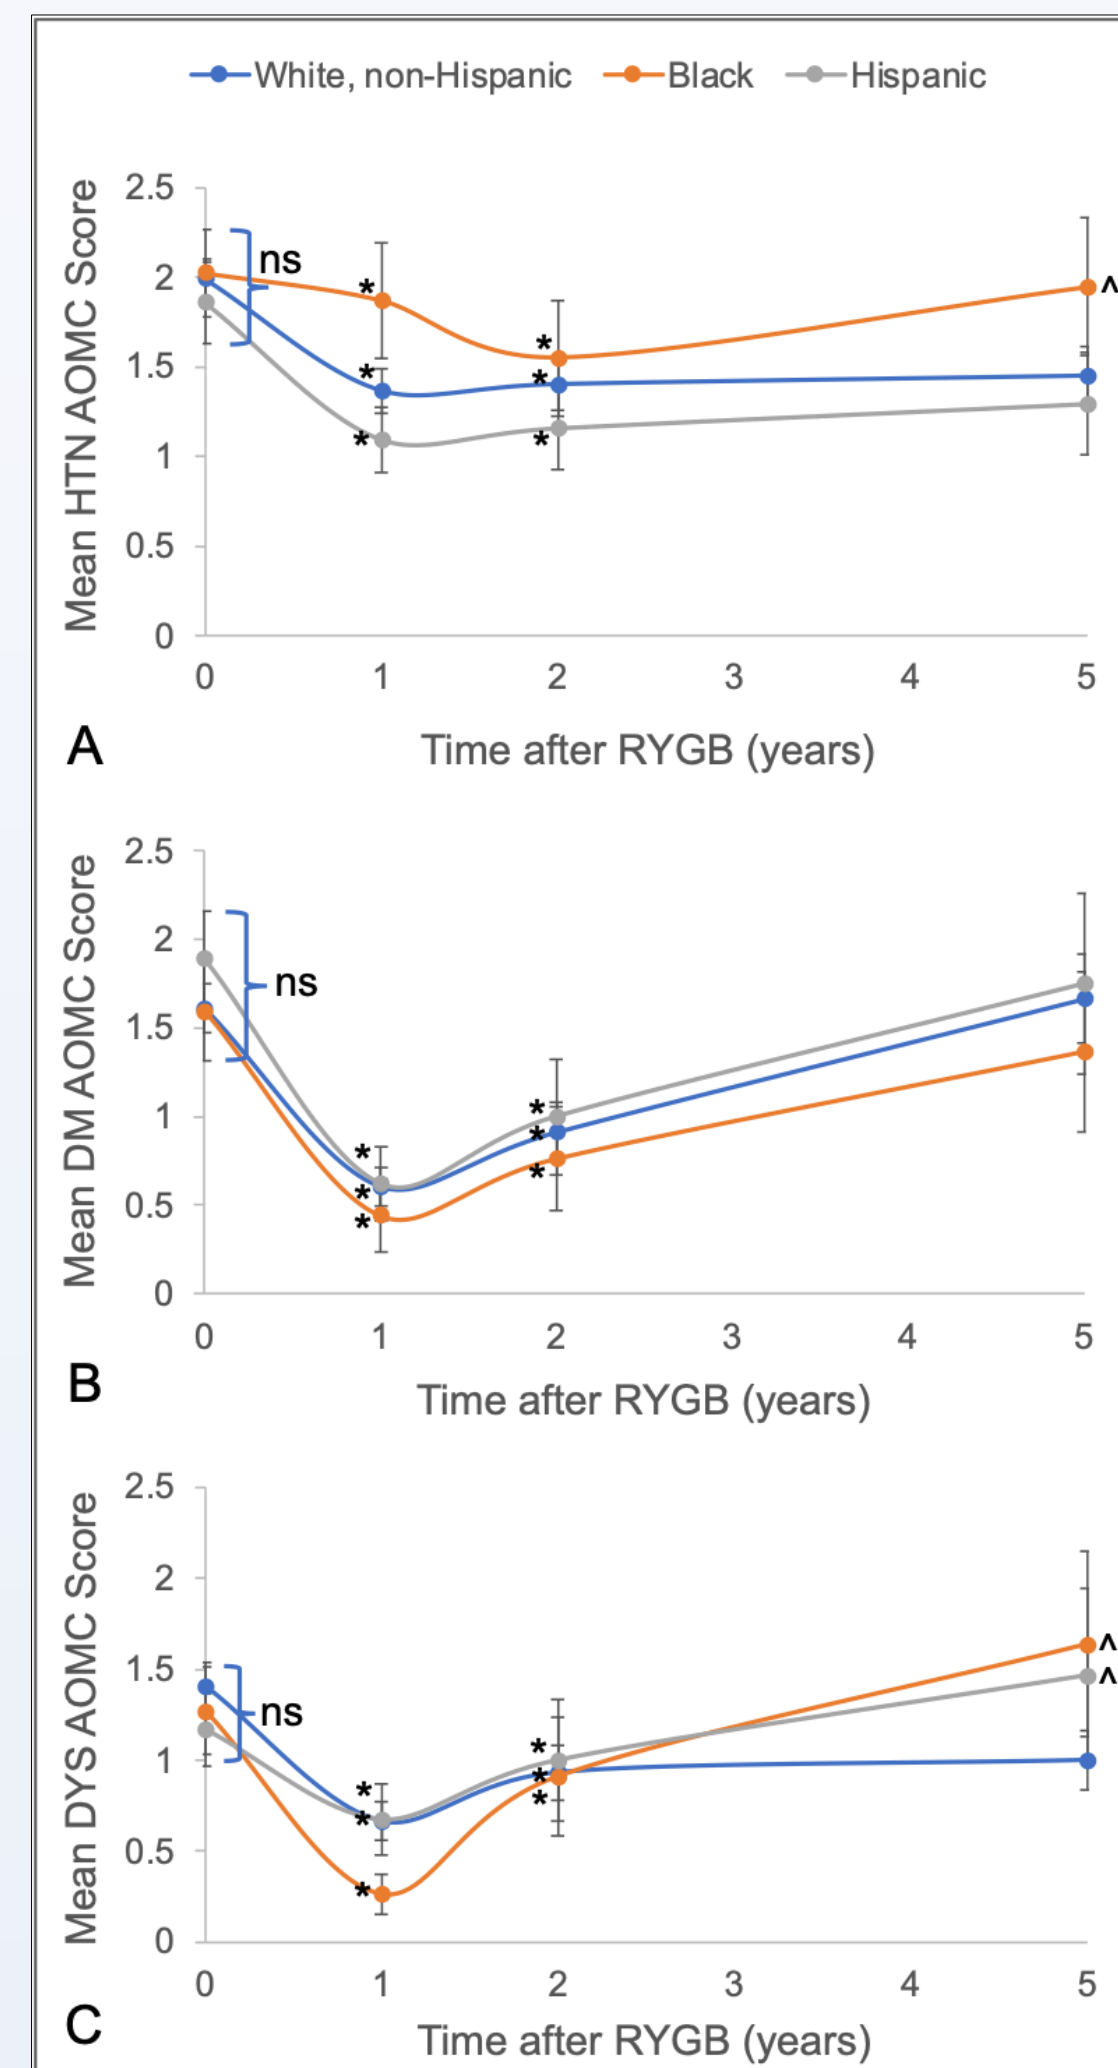 White, non-Hispanic Black Hispanic
Mean HTN AOMC Score
2.5
2
1.5
1
0.5
0
ns
*
*
*
*
*
*
^
0 1 2 3 4 5
A
Time after RYGB (years)
Mean DM AOMC Score
2.5
2
1.5
1
0.5
0
ns
*
*
*
*
*
*
0 1 2 3 4 5
B
Time after RYGB (years)
Mean DYS AOMC Score
2.5
2
1.5
1
0.5
0
ns
*
*
*
*
*
*
^
^
0 1 2 3 4 5
C
Time after RYGB (years)